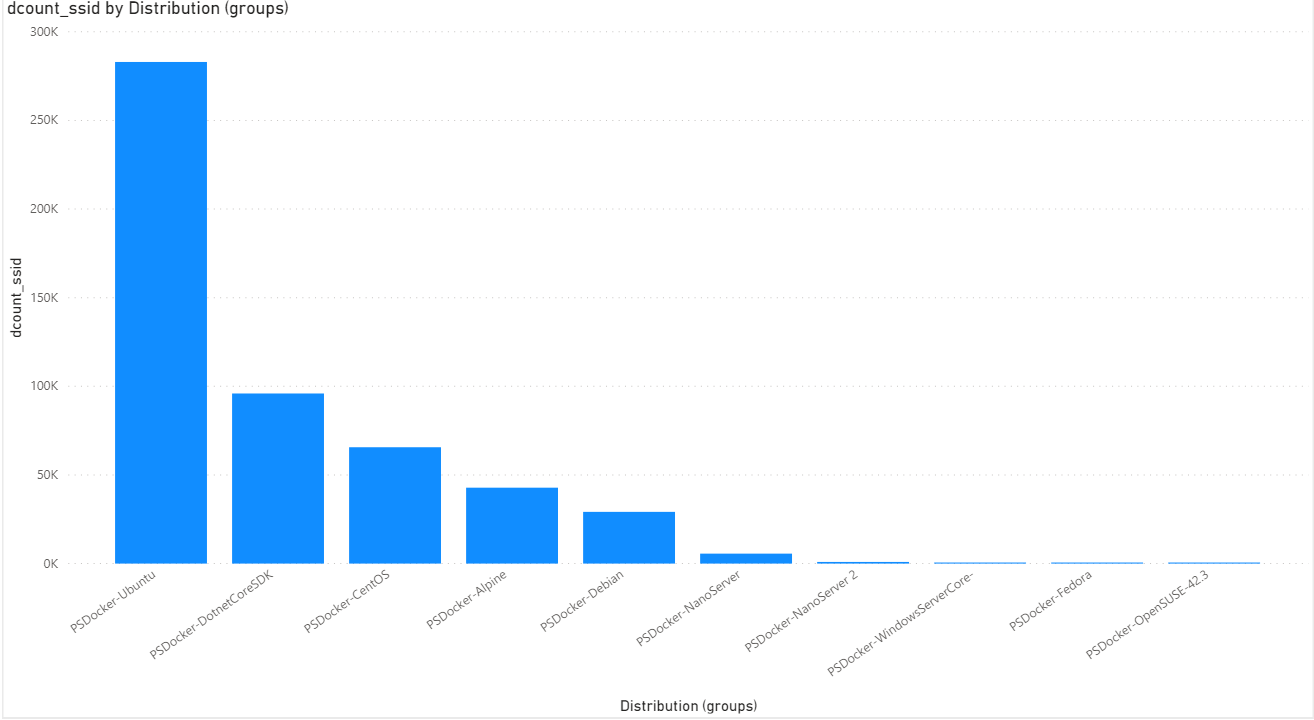 dcount_ssid by Distribution (groups)
300K
250K
200K
150K
100K
50K
0K
dcount_ssid
PSDocker-Ubuntu
PSDocker-DotnetCoreSDK
PSDocker-CentOS
PSDocker-Alpine
PSDocker-Debian
PSDocker-NanoServer
PSDocker-NanoServer 2
PSDocker-WindowsServerCore-
PSDocker-Fedora
PSDocker-OpenSUSE-42.3
Distribution (groups)